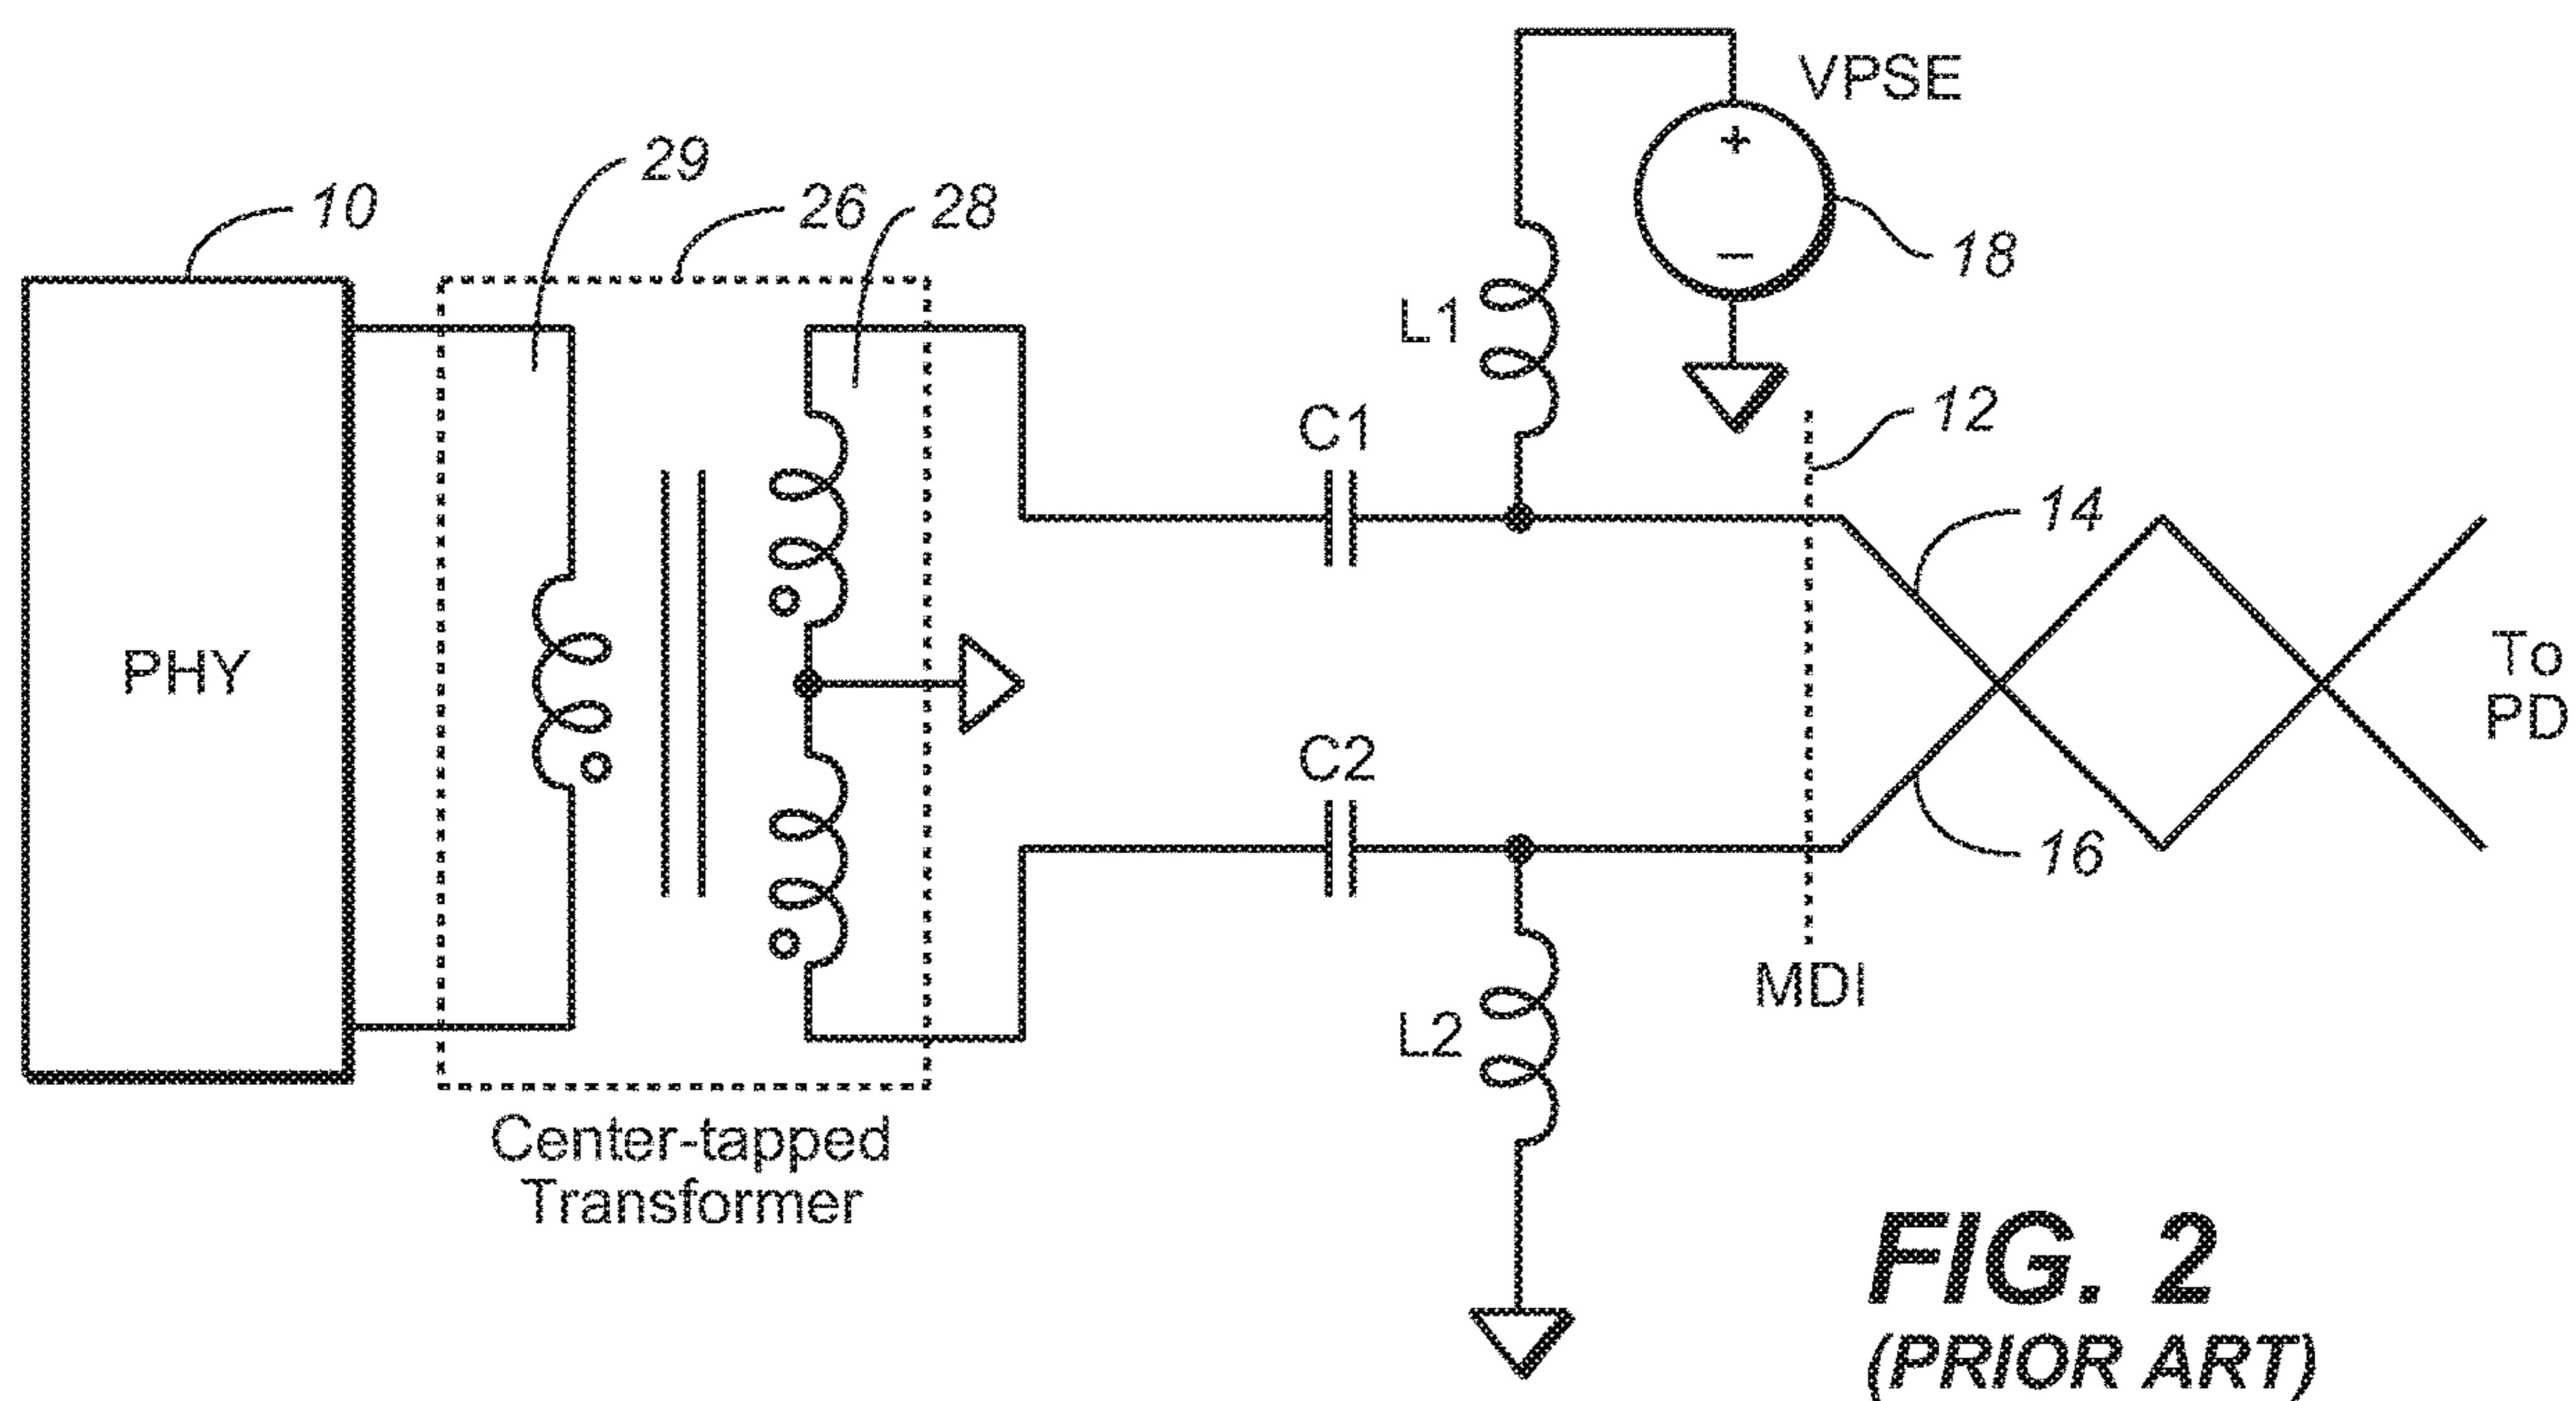 VPSE
+
−
29
10
26
28
18
L1
12
C1
14
PHY
To
PD
C2
16
MDI
L2
Center-tapped
Transformer
FIG. 2
(PRIOR ART)